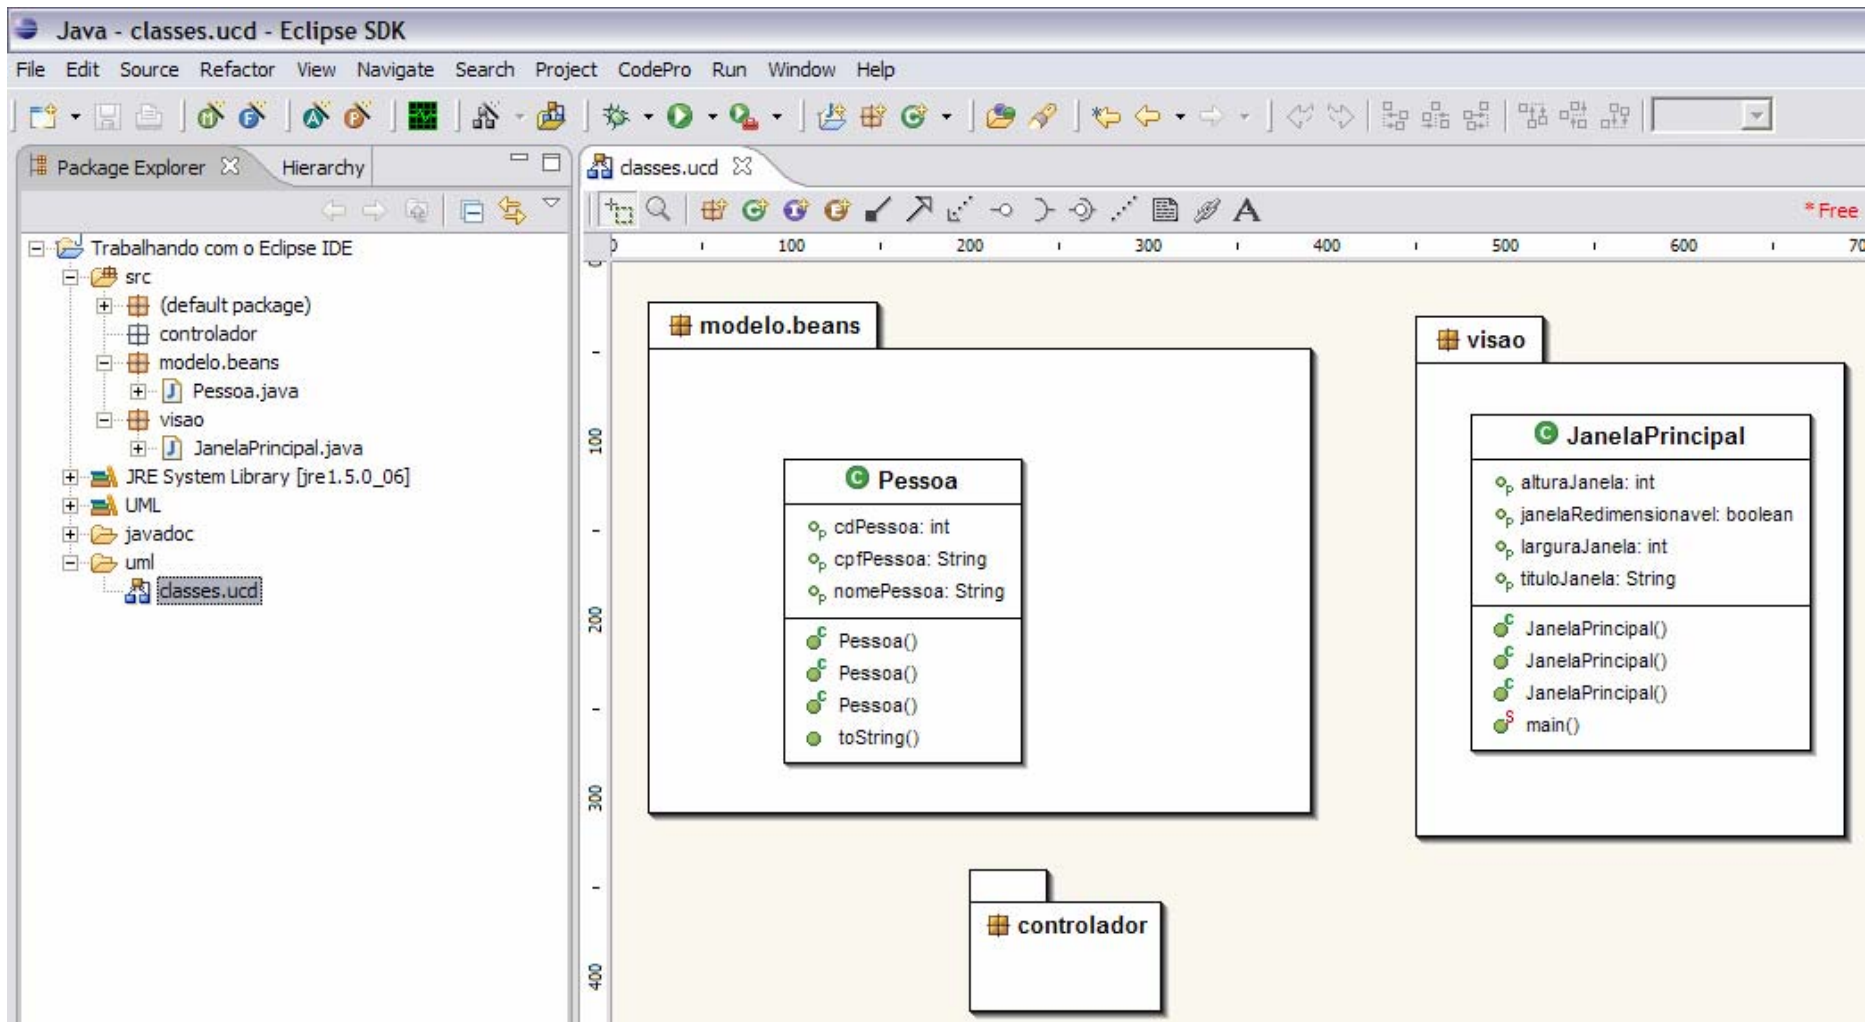 Java - classes.ucd - Eclipse SDK
File Edit Source Refactor View Navigate Search Project CodePro Run Window Help
Package Explorer Hierarchy
Trabalhando com o Eclipse IDE
src
(default package)
controlador
modelo.beans
Pessoa.java
visao
JanelaPrincipal.java
JRE System Library [jre1.5.0_06]
UML
javadoc
uml
classes.ucd
classes.ucd
* Free
0 100 200 300 400 500 600 70
0
100
200
300
400
modelo.beans
Pessoa
cdPessoa: int
cpfPessoa: String
nomePessoa: String
Pessoa()
Pessoa()
Pessoa()
toString()
visao
JanelaPrincipal
alturaJanela: int
janelaRedimensionavel: boolean
larguraJanela: int
tituloJanela: String
JanelaPrincipal()
JanelaPrincipal()
JanelaPrincipal()
main()
controlador